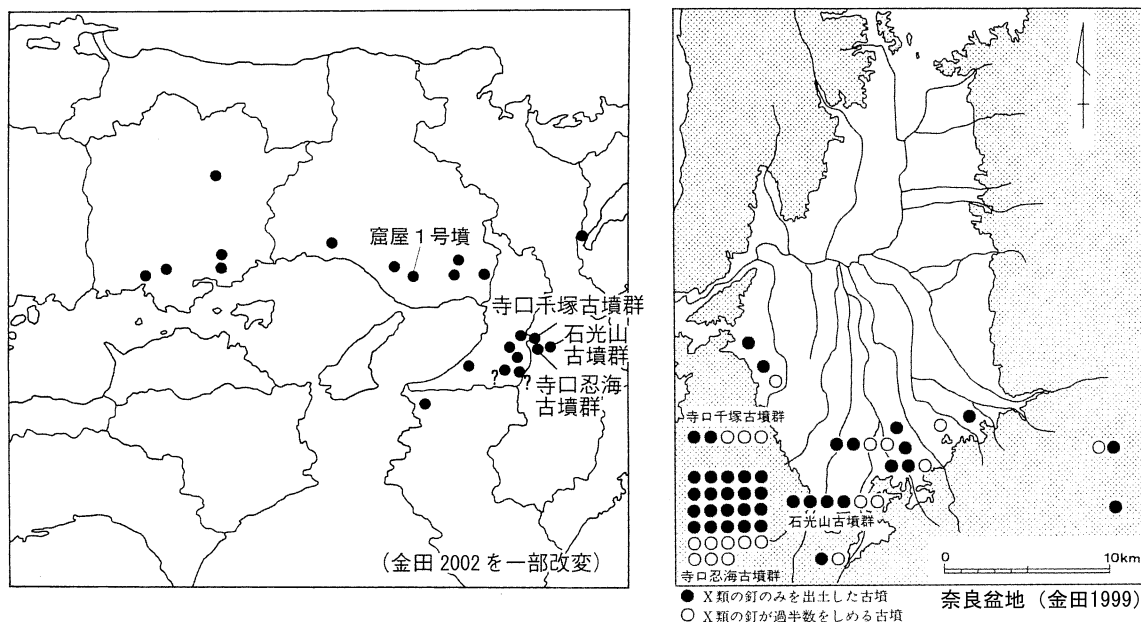 窟屋1号墳
寺口千塚古墳群
石光山
古墳群
? ?
寺口忍海
古墳群
(金田 2002 を一部改変)
寺口千塚古墳群
石光山古墳群
寺口忍海古墳群
0 10km
● X類の釘のみを出土した古墳
○ X類の釘が過半数をしめる古墳
奈良盆地(金田1999)